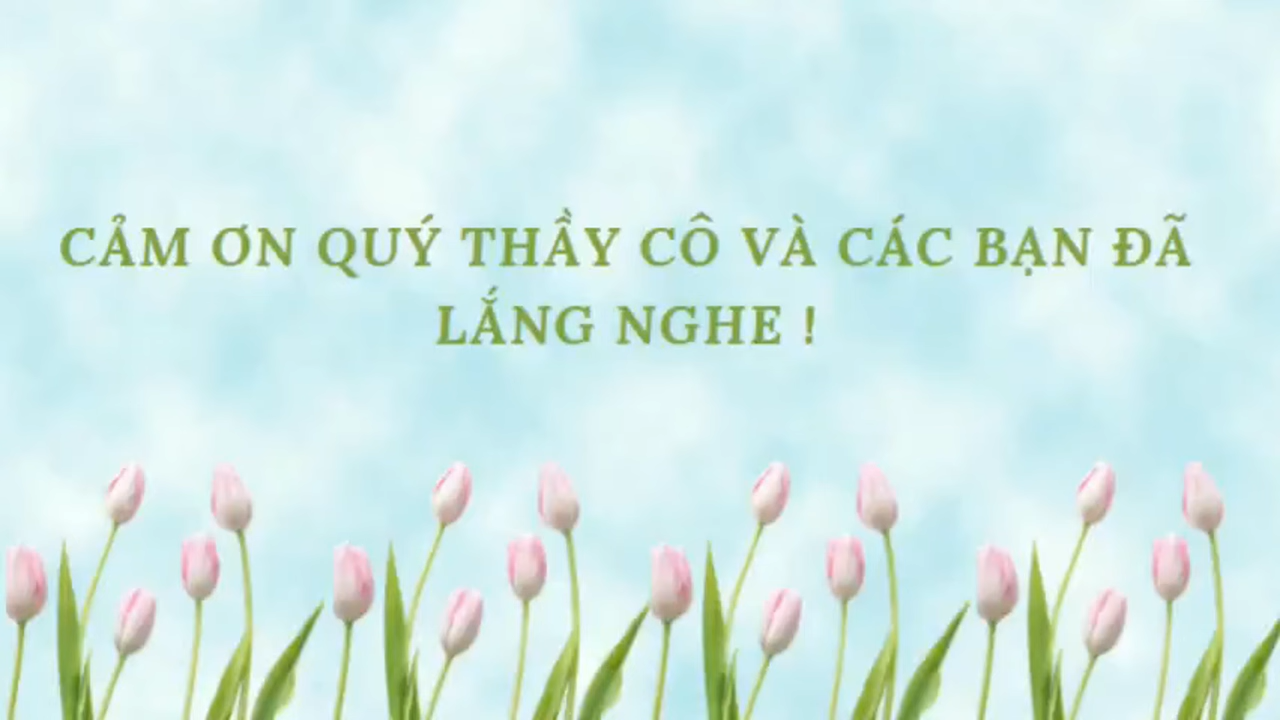 CẢM ƠN QUÝ THẦY CÔ VÀ CÁC BẠN ĐÃ
LẮNG NGHE !